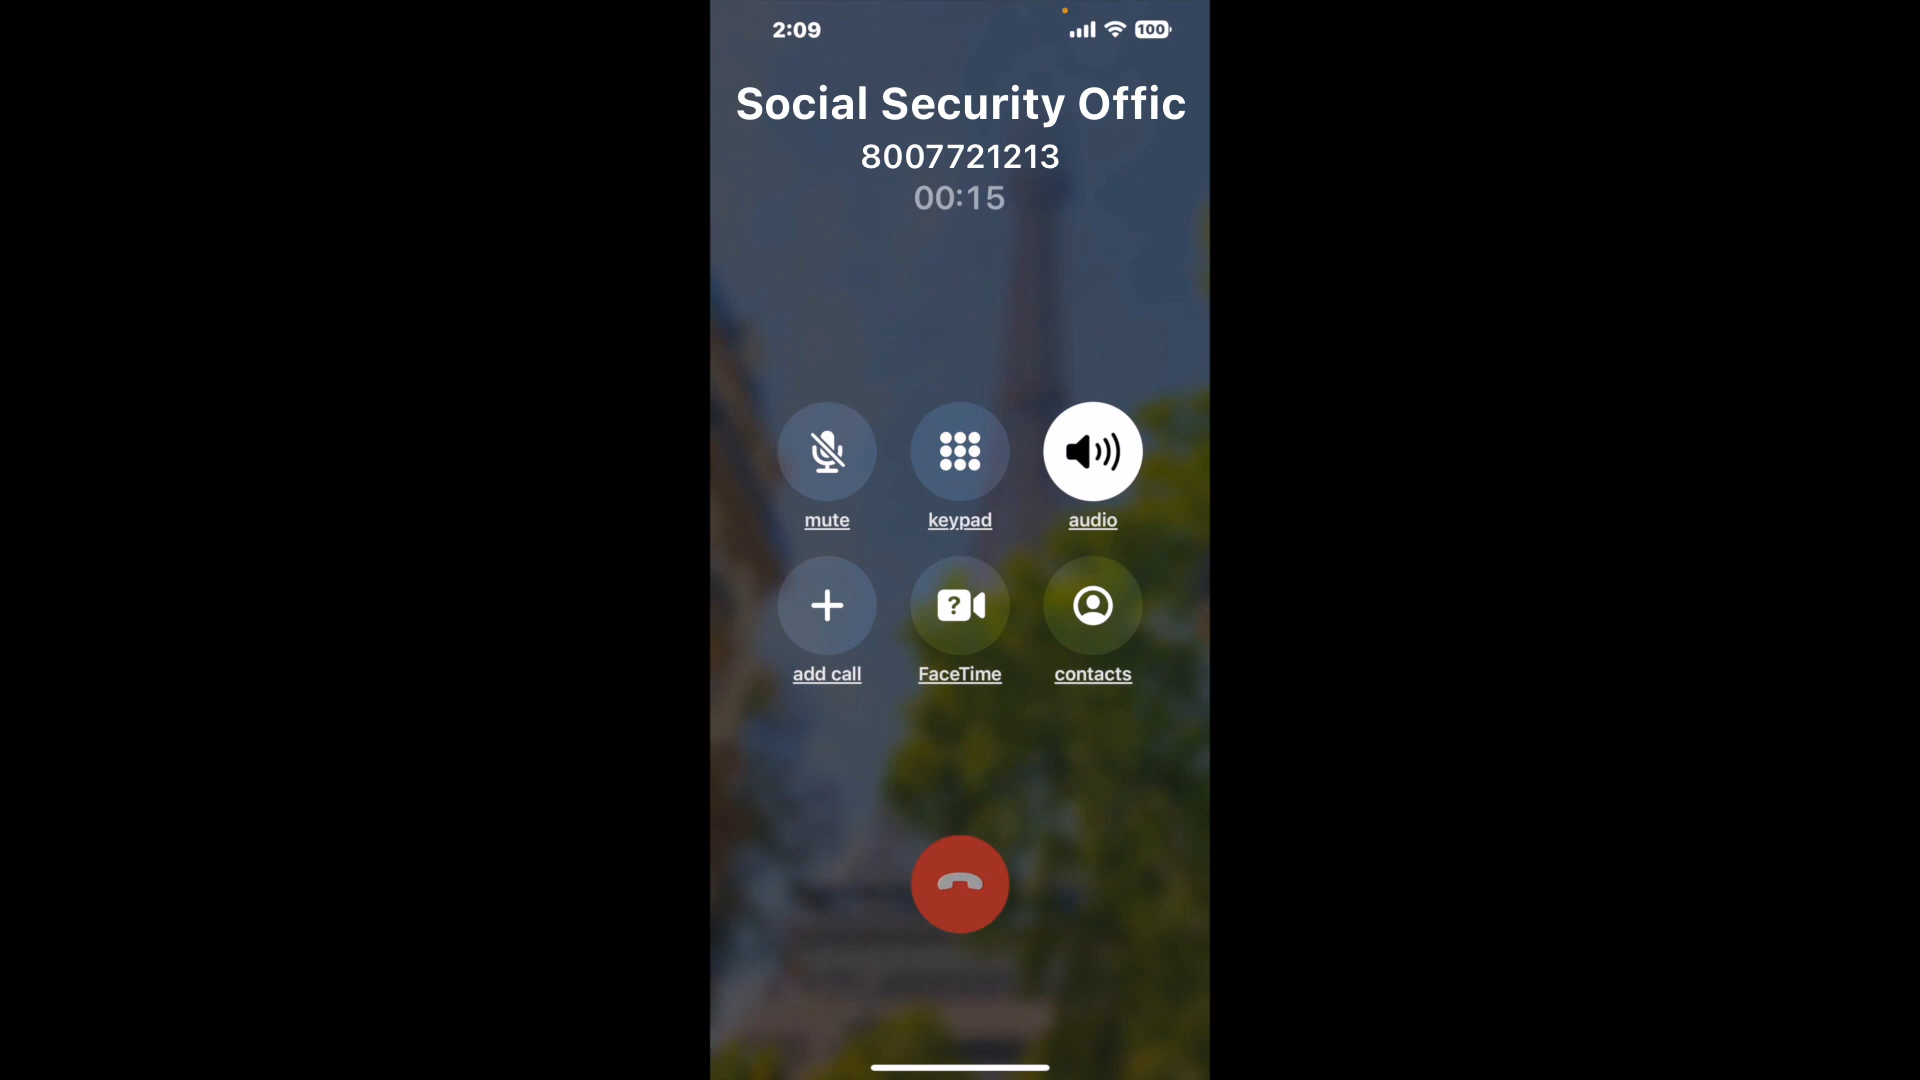 2:09
100
Social Security Offic
8007721213
00:15
mute
keypad
audio
?
add call
FaceTime
contacts